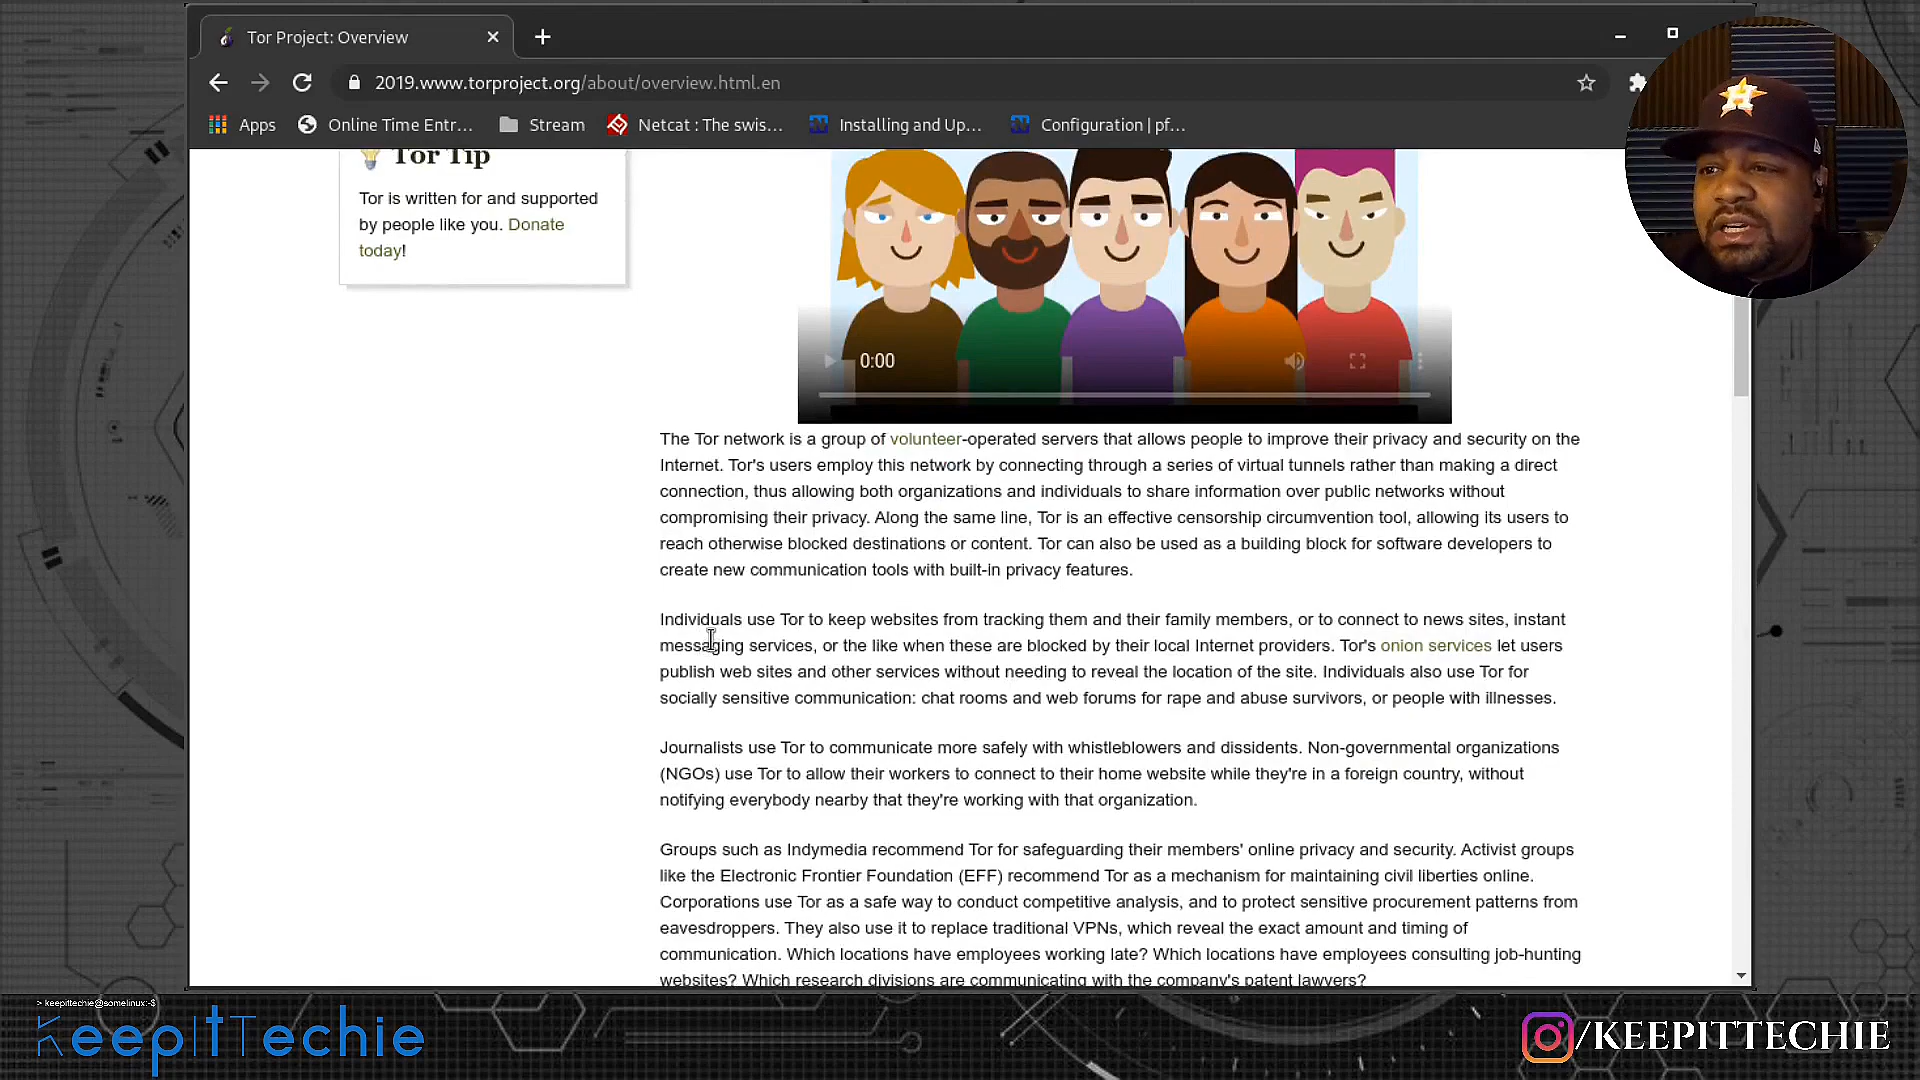 Tor Project: Overview
2019.www.torproject.org/about/overview.html.en
Apps
Online Time Entr...
Stream
Netcat : The swis...
Installing and Up...
Configuration | pf...
Tor Tip
Tor is written for and supported
by people like you. Donate
today!
0:00
The Tor network is a group of volunteer-operated servers that allows people to improve their privacy and security on the
Internet. Tor's users employ this network by connecting through a series of virtual tunnels rather than making a direct
connection, thus allowing both organizations and individuals to share information over public networks without
compromising their privacy. Along the same line, Tor is an effective censorship circumvention tool, allowing its users to
reach otherwise blocked destinations or content. Tor can also be used as a building block for software developers to
create new communication tools with built-in privacy features.
Individuals use Tor to keep websites from tracking them and their family members, or to connect to news sites, instant
messaging services, or the like when these are blocked by their local Internet providers. Tor's onion services let users
publish web sites and other services without needing to reveal the location of the site. Individuals also use Tor for
socially sensitive communication: chat rooms and web forums for rape and abuse survivors, or people with illnesses.
Journalists use Tor to communicate more safely with whistleblowers and dissidents. Non-governmental organizations
(NGOs) use Tor to allow their workers to connect to their home website while they're in a foreign country, without
notifying everybody nearby that they're working with that organization.
Groups such as Indymedia recommend Tor for safeguarding their members' online privacy and security. Activist groups
like the Electronic Frontier Foundation (EFF) recommend Tor as a mechanism for maintaining civil liberties online.
Corporations use Tor as a safe way to conduct competitive analysis, and to protect sensitive procurement patterns from
eavesdroppers. They also use it to replace traditional VPNs, which reveal the exact amount and timing of
communication. Which locations have employees working late? Which locations have employees consulting job-hunting
websites? Which research divisions are communicating with the company's patent lawyers?
> keepittechie@somelinux:-$
KeepItTechie
/KEEPITTECHIE